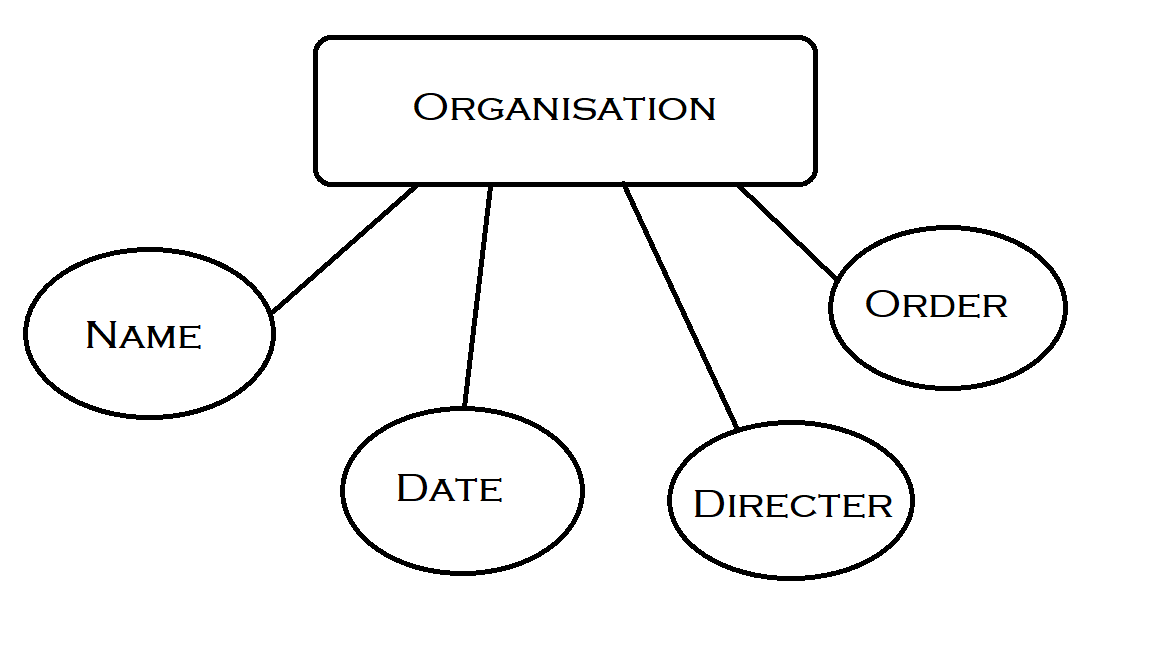 Organisation
Name
Order
Date
Directer